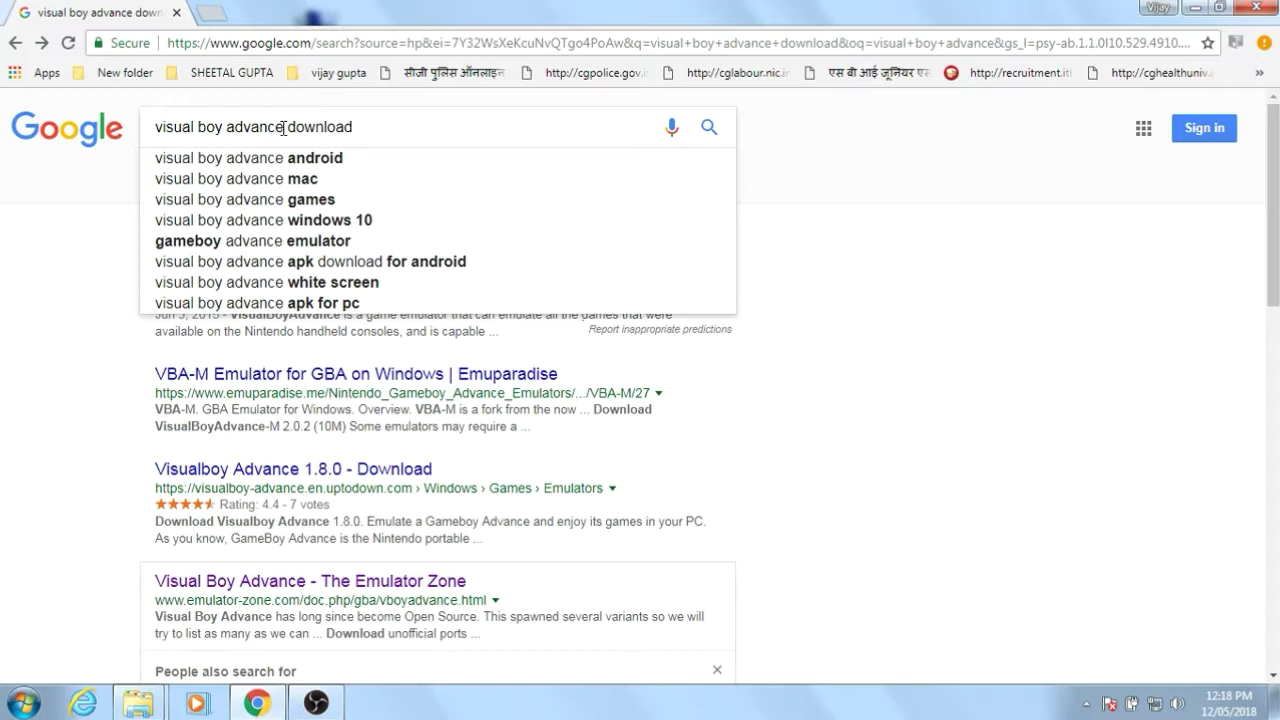 visual boy advance down
Vijay
Secure
https://www.google.com/search?source=hp&ei=7Y32WsXeKcuNvQTgo4PoAw&q=visual+boy+advance+download&oq=visual+boy+advance&gs_l=psy-ab.1.1.0l10.529.4910....
Apps
New folder
SHEETAL GUPTA
vijay gupta
सीजी पुलिस ऑनलाइन
http://cgpolice.gov.i
http://cglabour.nic.in
एस बी आई जूनियर एस
http://recruitment.it
http://cghealthuniv.
»
Google
visual boy advance download
Sign in
visual boy advance android
visual boy advance mac
visual boy advance games
visual boy advance windows 10
gameboy advance emulator
visual boy advance apk download for android
visual boy advance white screen
visual boy advance apk for pc
Jun 5, 2015 - VisualBoyAdvance is a game emulator that can emulate all the games that were
available on the Nintendo handheld consoles, and is capable ...
Report inappropriate predictions
VBA-M Emulator for GBA on Windows | Emuparadise
https://www.emuparadise.me/Nintendo_Gameboy_Advance_Emulators/.../VBA-M/27
VBA-M. GBA Emulator for Windows. Overview. VBA-M is a fork from the now ... Download
VisualBoyAdvance-M 2.0.2 (10M) Some emulators may require a ...
Visualboy Advance 1.8.0 - Download
https://visualboy-advance.en.uptodown.com › Windows › Games › Emulators
Rating: 4.4 - 7 votes
Download Visualboy Advance 1.8.0. Emulate a Gameboy Advance and enjoy its games in your PC.
As you know, GameBoy Advance is the Nintendo portable ...
Visual Boy Advance - The Emulator Zone
www.emulator-zone.com/doc.php/gba/vboyadvance.html
Visual Boy Advance has long since become Open Source. This spawned several variants so we will
try to list as many as we can ... Download unofficial ports ...
People also search for
12:18 PM
12/05/2018